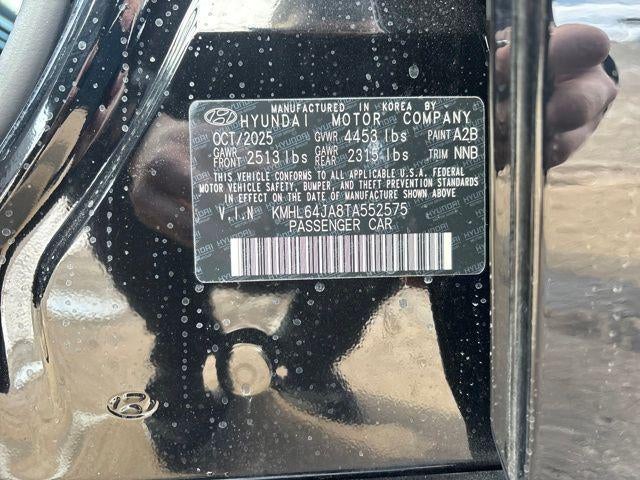 MANUFACTURED IN KOREA BY
HYUNDAI MOTOR COMPANY
OCT/2025 GVWR 4453 lbs PAINT A2B
GAWR FRONT 2513 lbs GAWR REAR 2315 lbs TRIM NNB
THIS VEHICLE CONFORMS TO ALL APPLICABLE U.S.A. FEDERAL
MOTOR VEHICLE SAFETY, BUMPER, AND THEFT PREVENTION STANDARDS
IN EFFECT ON THE DATE OF MANUFACTURE SHOWN ABOVE.
V.I.N KMHL64JA8TA552575
PASSENGER CAR